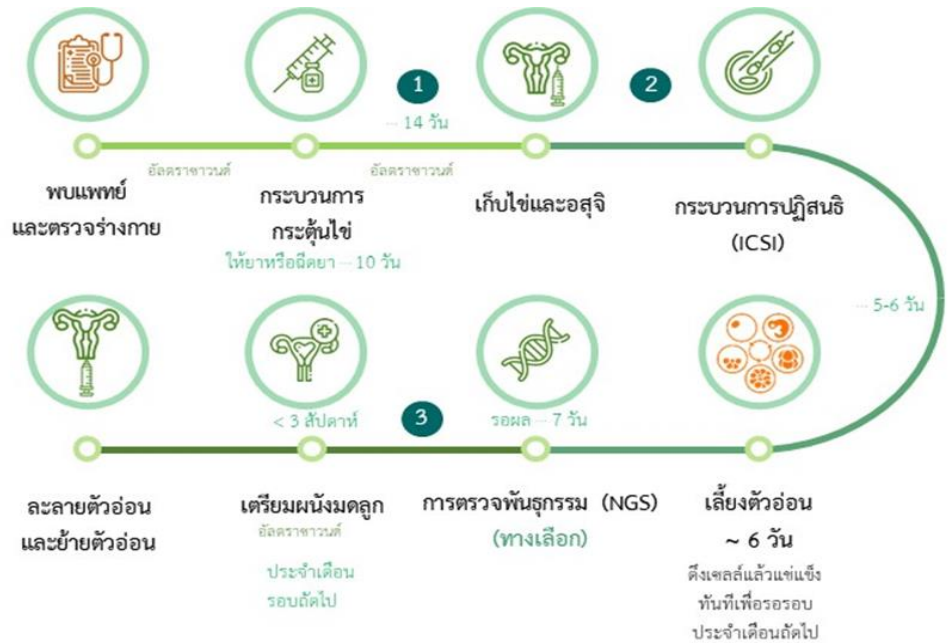 1
2
~ 14 วัน
อัลตราซาวนด์
อัลตราซาวนด์
พบแพทย์
และตรวจร่างกาย
กระบวนการ
กระตุ้นไข่
ให้ยาหรือฉีดยา ~ 10 วัน
เก็บไข่และอสุจิ
กระบวนการปฏิสนธิ
(ICSI)
~ 5-6 วัน
< 3 สัปดาห์
3
รอผล ~ 7 วัน
ละลายตัวอ่อน
และย้ายตัวอ่อน
เตรียมผนังมดลูก
อัลตราซาวนด์
ประจำเดือน
รอบถัดไป
การตรวจพันธุกรรม (NGS)
(ทางเลือก)
เลี้ยงตัวอ่อน
~ 6 วัน
ดึงเซลล์แล้วแช่แข็ง
ทันทีเพื่อรอรอบ
ประจำเดือนถัดไป